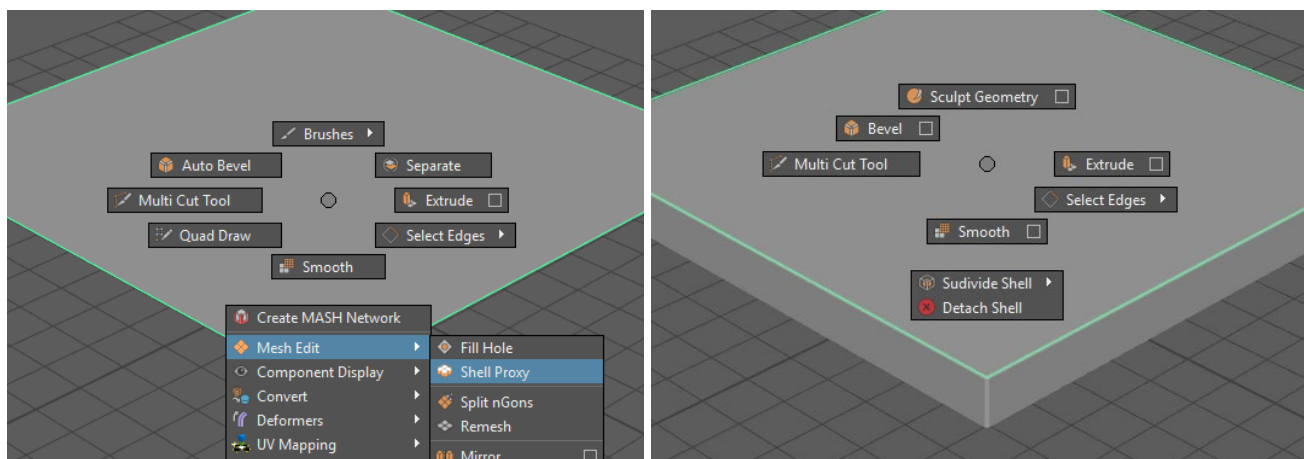 Brushes
Auto Bevel
Separate
Multi Cut Tool
Extrude
Quad Draw
Select Edges
Smooth
Create MASH Network
Mesh Edit
Component Display
Convert
Deformers
UV Mapping
Fill Hole
Shell Proxy
Split nGons
Remesh
Mirror
Sculpt Geometry
Bevel
Multi Cut Tool
Extrude
Select Edges
Smooth
Sudivide Shell
Detach Shell